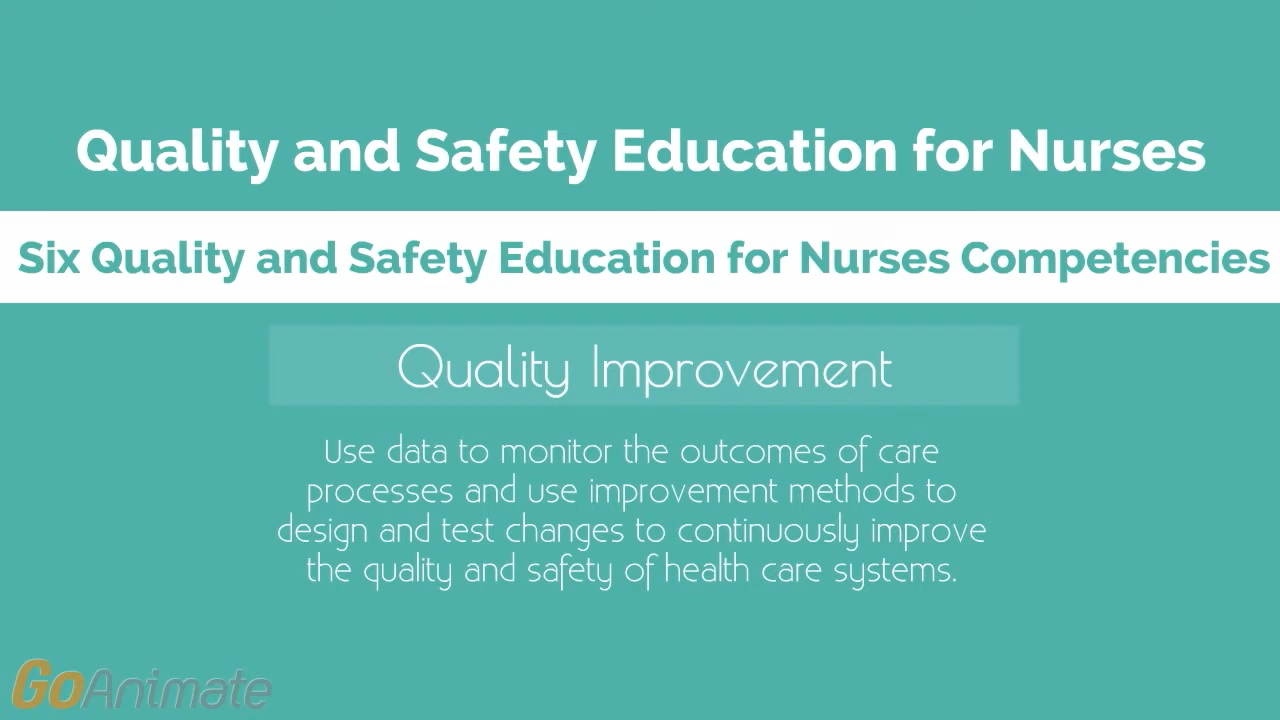 Quality and Safety Education for Nurses
Six Quality and Safety Education for Nurses Competencies
Quality Improvement
Use data to monitor the outcomes of care
processes and use improvement methods to
design and test changes to continuously improve
the quality and safety of health care systems.
GoAnimate